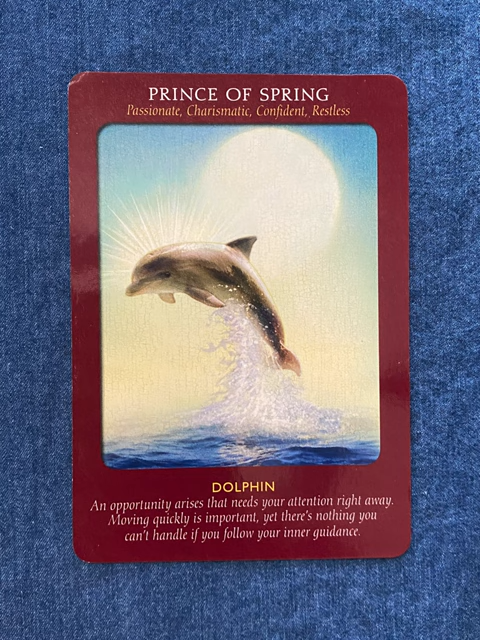 PRINCE OF SPRING
Passionate, Charismatic, Confident, Restless
DOLPHIN
An opportunity arises that needs your attention right away.
Moving quickly is important, yet there's nothing you
can't handle if you follow your inner guidance.